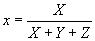 x = X / (X + Y + Z)